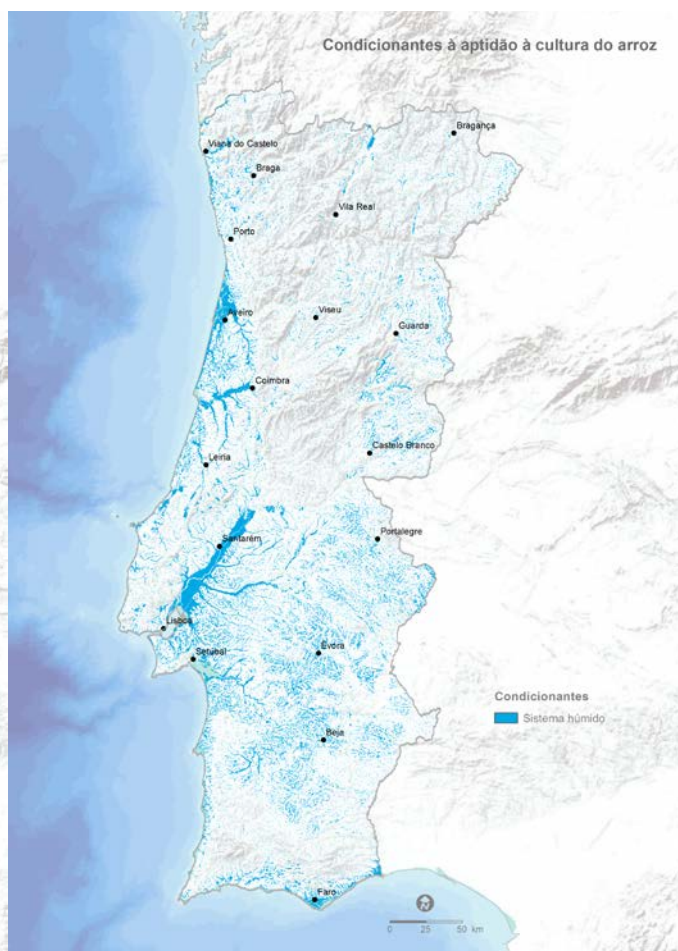 Condicionantes à aptidão à cultura do arroz
Bragança
Viana do Castelo
Braga
Vila Real
Porto
Aveiro
Viseu
Guarda
Coimbra
Castelo Branco
Leiria
Portalegre
Santarém
Lisboa
Évora
Setúbal
Condicionantes
Sistema húmido
Beja
Faro
N
0 25 50 km